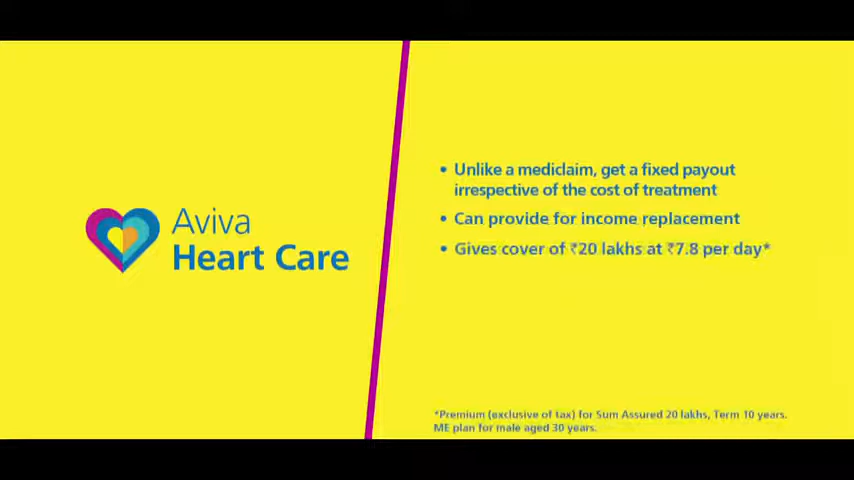 Aviva
Heart Care
• Unlike a mediclaim, get a fixed payout
irrespective of the cost of treatment
• Can provide for income replacement
• Gives cover of ₹20 lakhs at ₹7.8 per day*
*Premium (exclusive of tax) for Sum Assured 20 lakhs, Term 10 years.
ME plan for male aged 30 years.